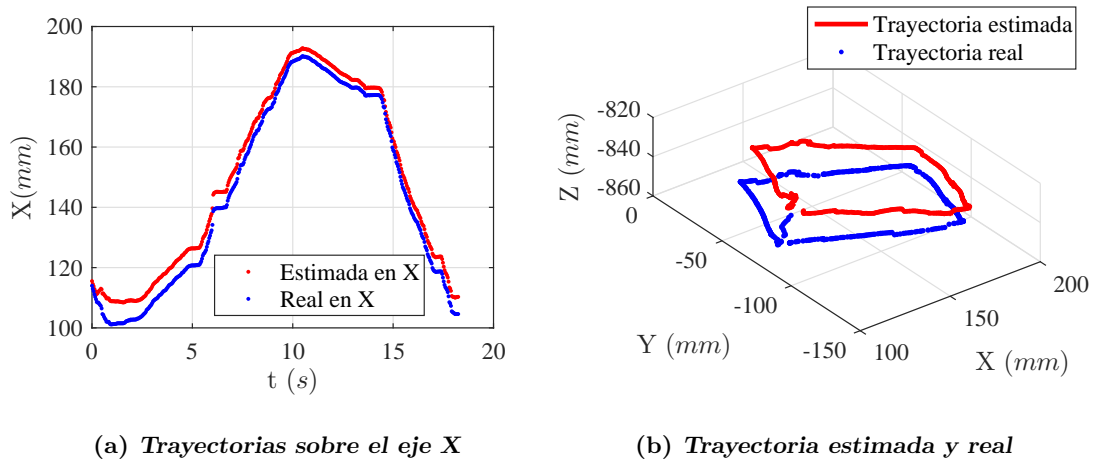 200
180
160
140
120
100
X(mm)
0
5
10
15
20
t (s)
Estimada en X
Real en X
Trayectoria estimada
Trayectoria real
-820
-840
-860
Z (mm)
0
-50
-100
-150
Y (mm)
100
150
200
X (mm)
(a) Trayectorias sobre el eje X
(b) Trayectoria estimada y real